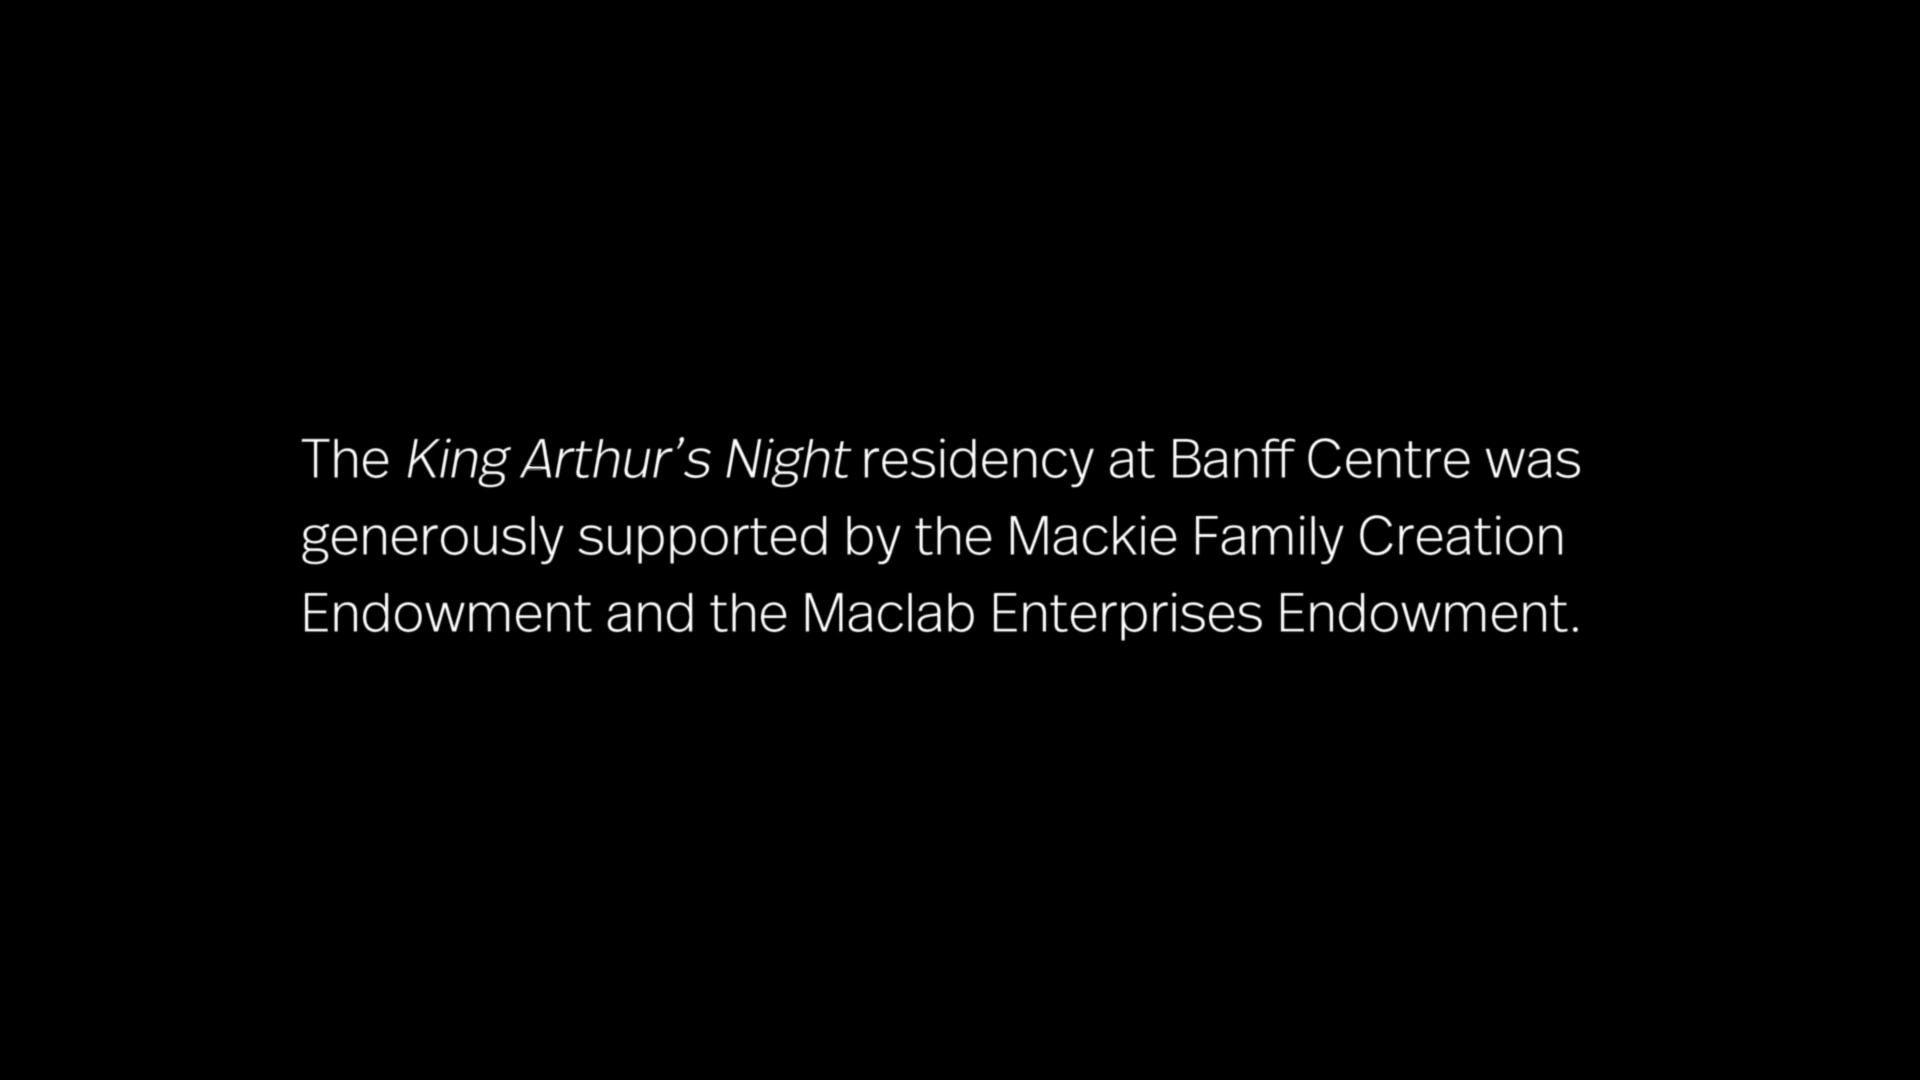 The King Arthur’s Night residency at Banff Centre was
generously supported by the Mackie Family Creation
Endowment and the Maclab Enterprises Endowment.